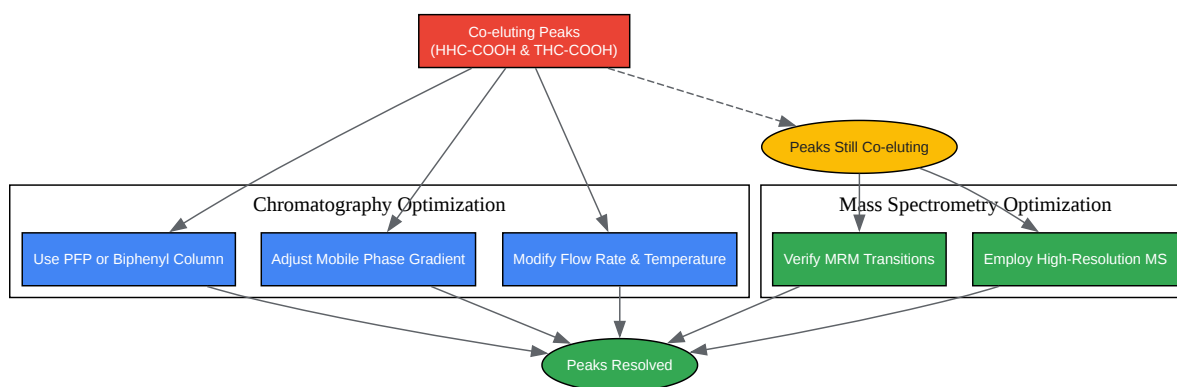 Co-eluting Peaks
(HHC-COOH & THC-COOH)
Peaks Still Co-eluting
Chromatography Optimization
Mass Spectrometry Optimization
Use PFP or Biphenyl Column
Adjust Mobile Phase Gradient
Modify Flow Rate & Temperature
Verify MRM Transitions
Employ High-Resolution MS
Peaks Resolved